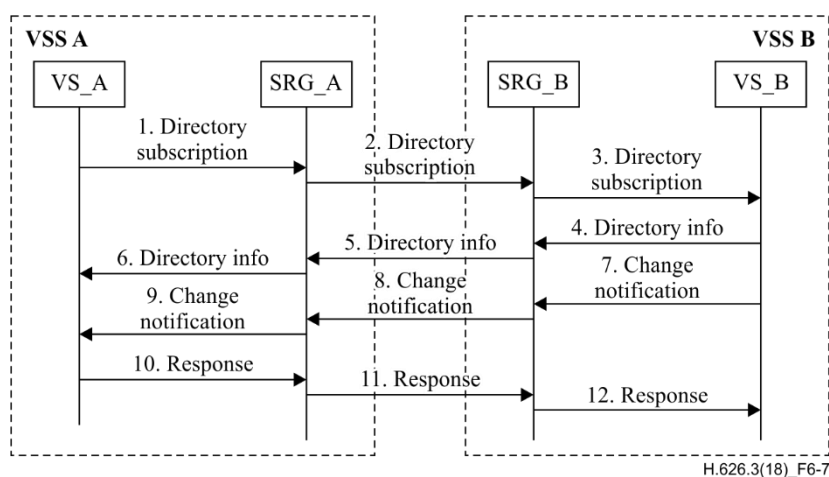 VSS A
VSS B
VS_A
SRG_A
SRG_B
VS_B
1. Directory
subscription
2. Directory
subscription
3. Directory
subscription
4. Directory info
5. Directory info
6. Directory info
7. Change
notification
8. Change
notification
9. Change
notification
10. Response
11. Response
12. Response
H.626.3(18)_F6-7